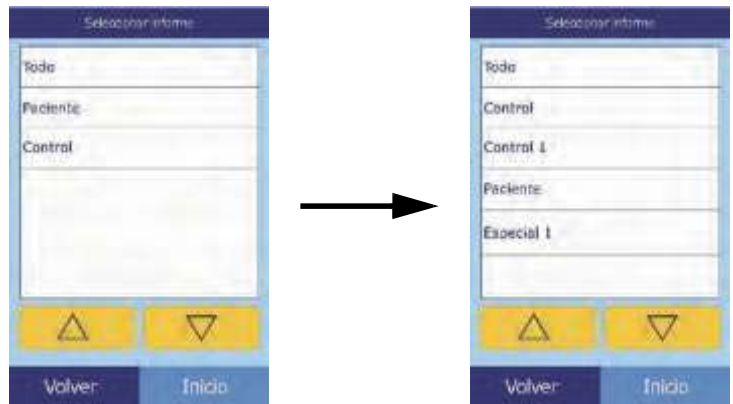 Seleccionar informe
Todo
Paciente
Control
Volver
Inicio
Seleccionar informe
Todo
Control
Control 1
Paciente
Especial 1
Volver
Inicio